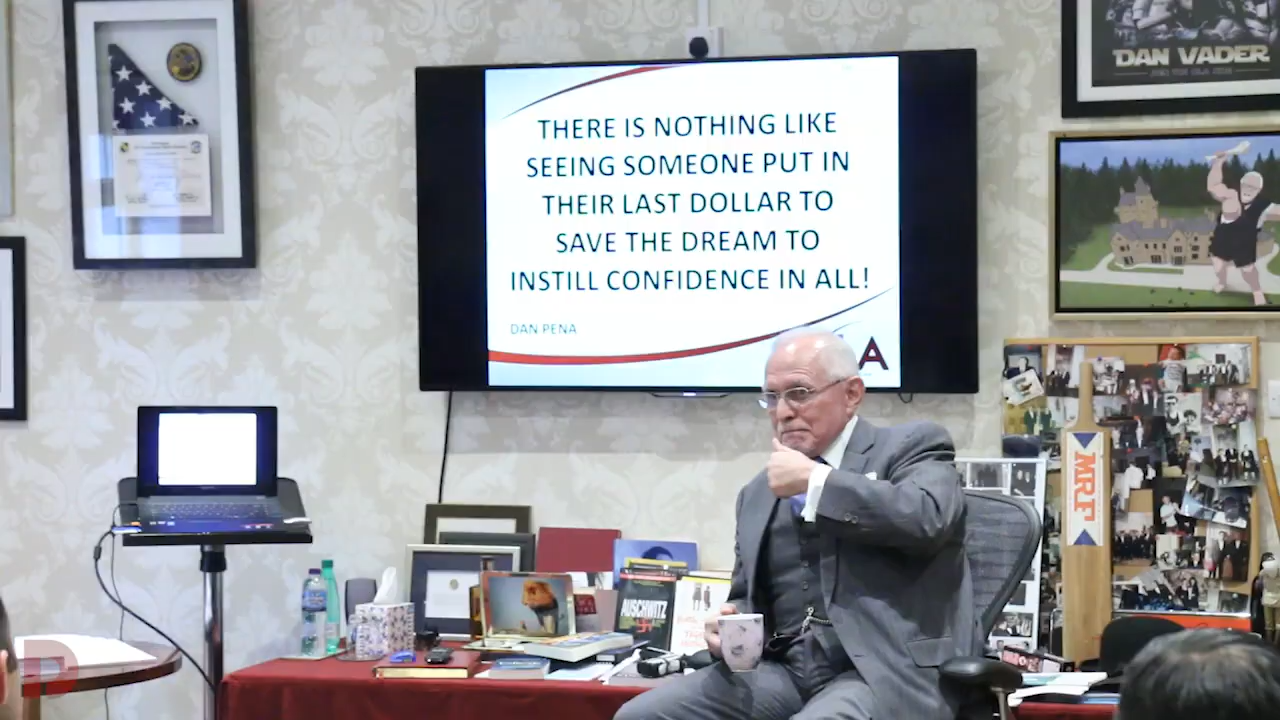 DAN VADER
THERE IS NOTHING LIKE
SEEING SOMEONE PUT IN
THEIR LAST DOLLAR TO
SAVE THE DREAM TO
INSTILL CONFIDENCE IN ALL!
DAN PENA
A
MRF
AUSCHWITZ